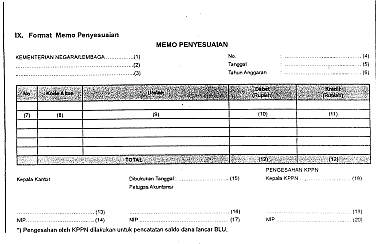 IX. Format Memo Penyesuaian
MEMO PENYESUAIAN
KEMENTERIAN NEGARA/LEMBAGA...............(1)
...............(2)
...............(3)
No. : ...............(4)
Tanggal : ...............(5)
Tahun Anggaran : ...............(6)
No Kode Akun Uraian Debet (Rupiah) Kredit (Rupiah)
(7) (8) (9) (10) (11)
TOTAL (12) (12)
PENGESAHAN KPPN
Kepala Kantor Dibukukan Tanggal ...............(15) Kepala KPPN ...............(18)
Petugas Akuntansi
...............(13) ...............(16) ...............(19)
NIP...............(14) NIP...............(17) NIP...............(20)
*) Pengesahan oleh KPPN dilakukan untuk pencatatan saldo dana lancar BLU.